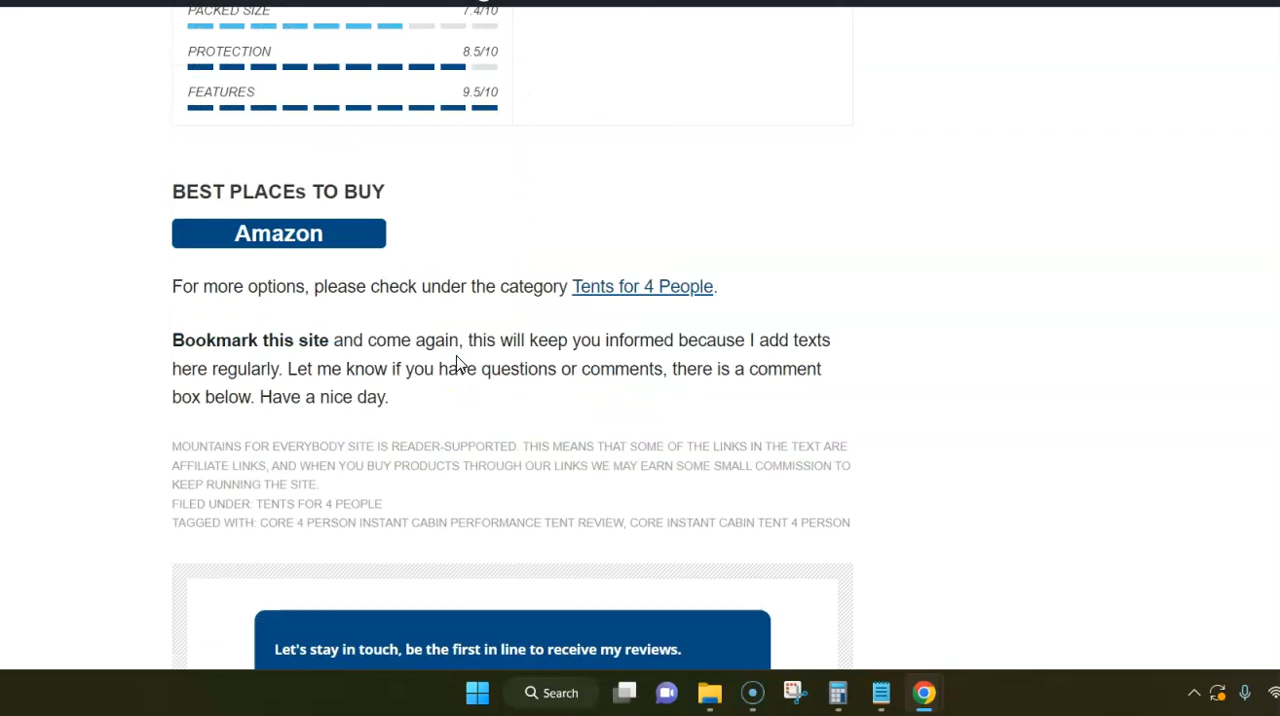 PACKED SIZE 7.4/10
PROTECTION 8.5/10
FEATURES 9.5/10
BEST PLACEs TO BUY
Amazon
For more options, please check under the category Tents for 4 People.
Bookmark this site and come again, this will keep you informed because I add texts
here regularly. Let me know if you have questions or comments, there is a comment
box below. Have a nice day.
MOUNTAINS FOR EVERYBODY SITE IS READER-SUPPORTED. THIS MEANS THAT SOME OF THE LINKS IN THE TEXT ARE
AFFILIATE LINKS, AND WHEN YOU BUY PRODUCTS THROUGH OUR LINKS WE MAY EARN SOME SMALL COMMISSION TO
KEEP RUNNING THE SITE.
FILED UNDER: TENTS FOR 4 PEOPLE
TAGGED WITH: CORE 4 PERSON INSTANT CABIN PERFORMANCE TENT REVIEW, CORE INSTANT CABIN TENT 4 PERSON
Let's stay in touch, be the first in line to receive my reviews.
Search